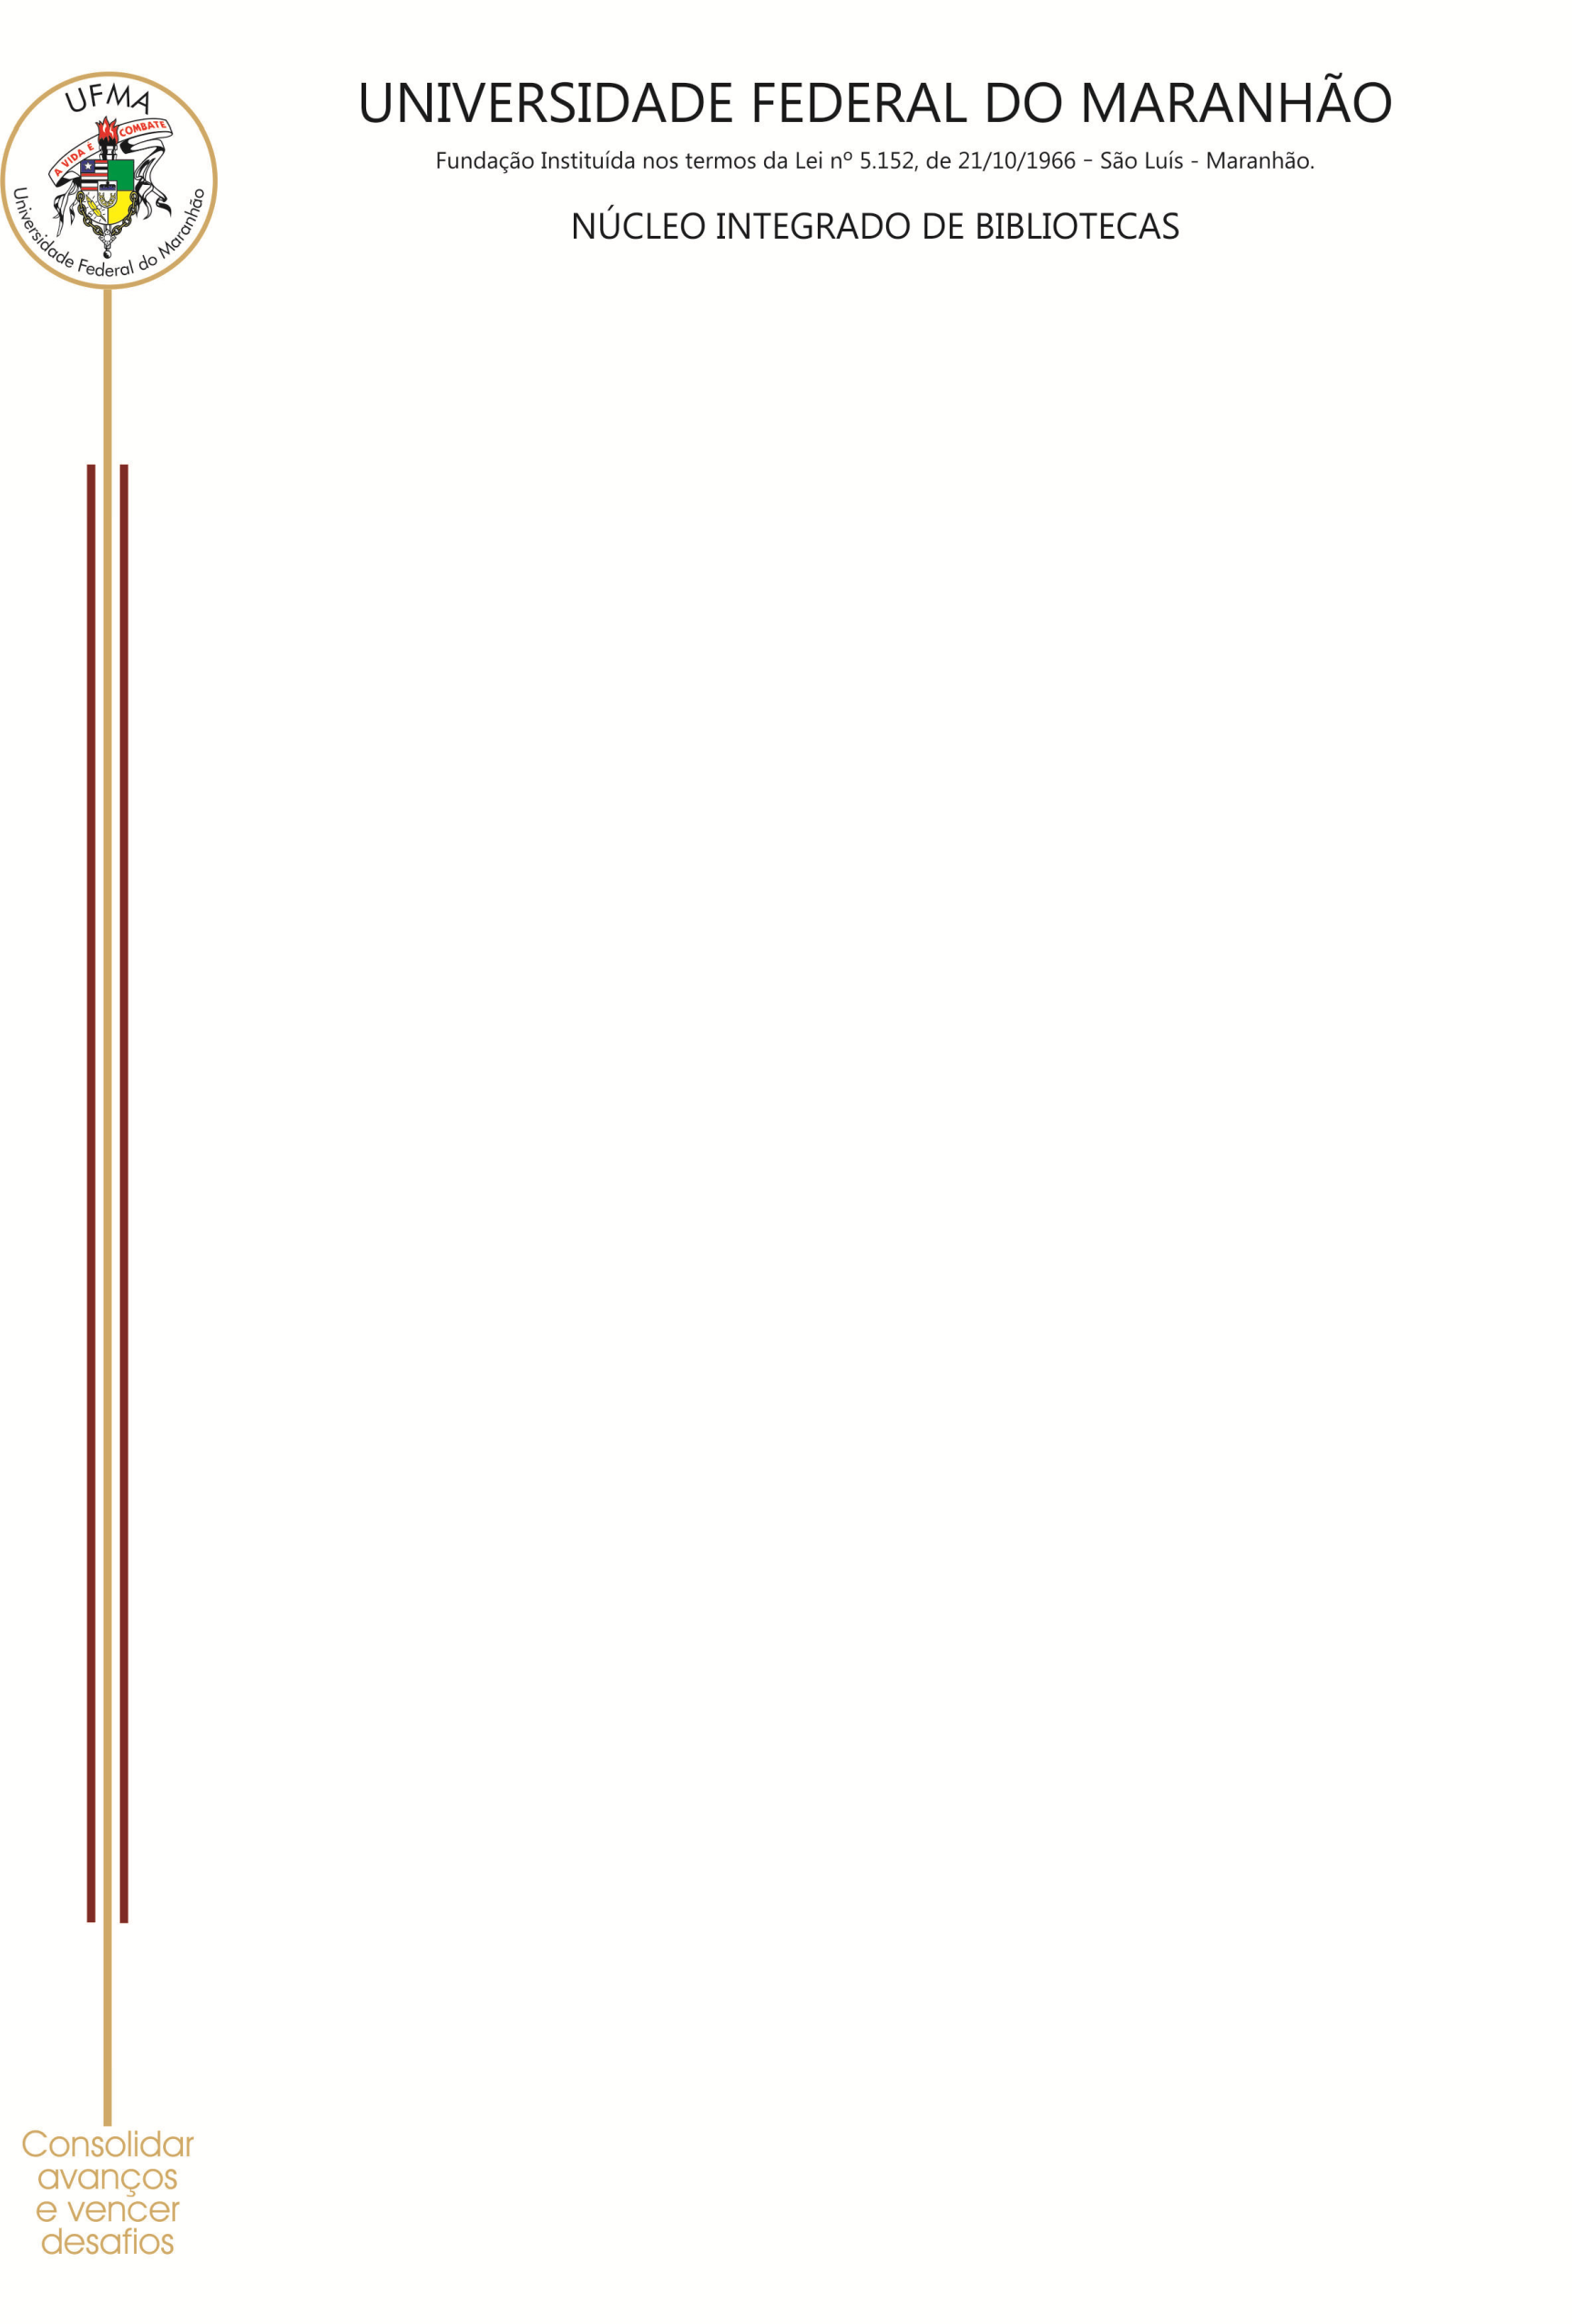 UFMA
A VIDA E COMBATE
Universidade Federal do Maranhão
UNIVERSIDADE FEDERAL DO MARANHÃO
Fundação Instituída nos termos da Lei nº 5.152, de 21/10/1966 – São Luís - Maranhão.
NÚCLEO INTEGRADO DE BIBLIOTECAS
Consolidar
avanços
e vencer
desafios